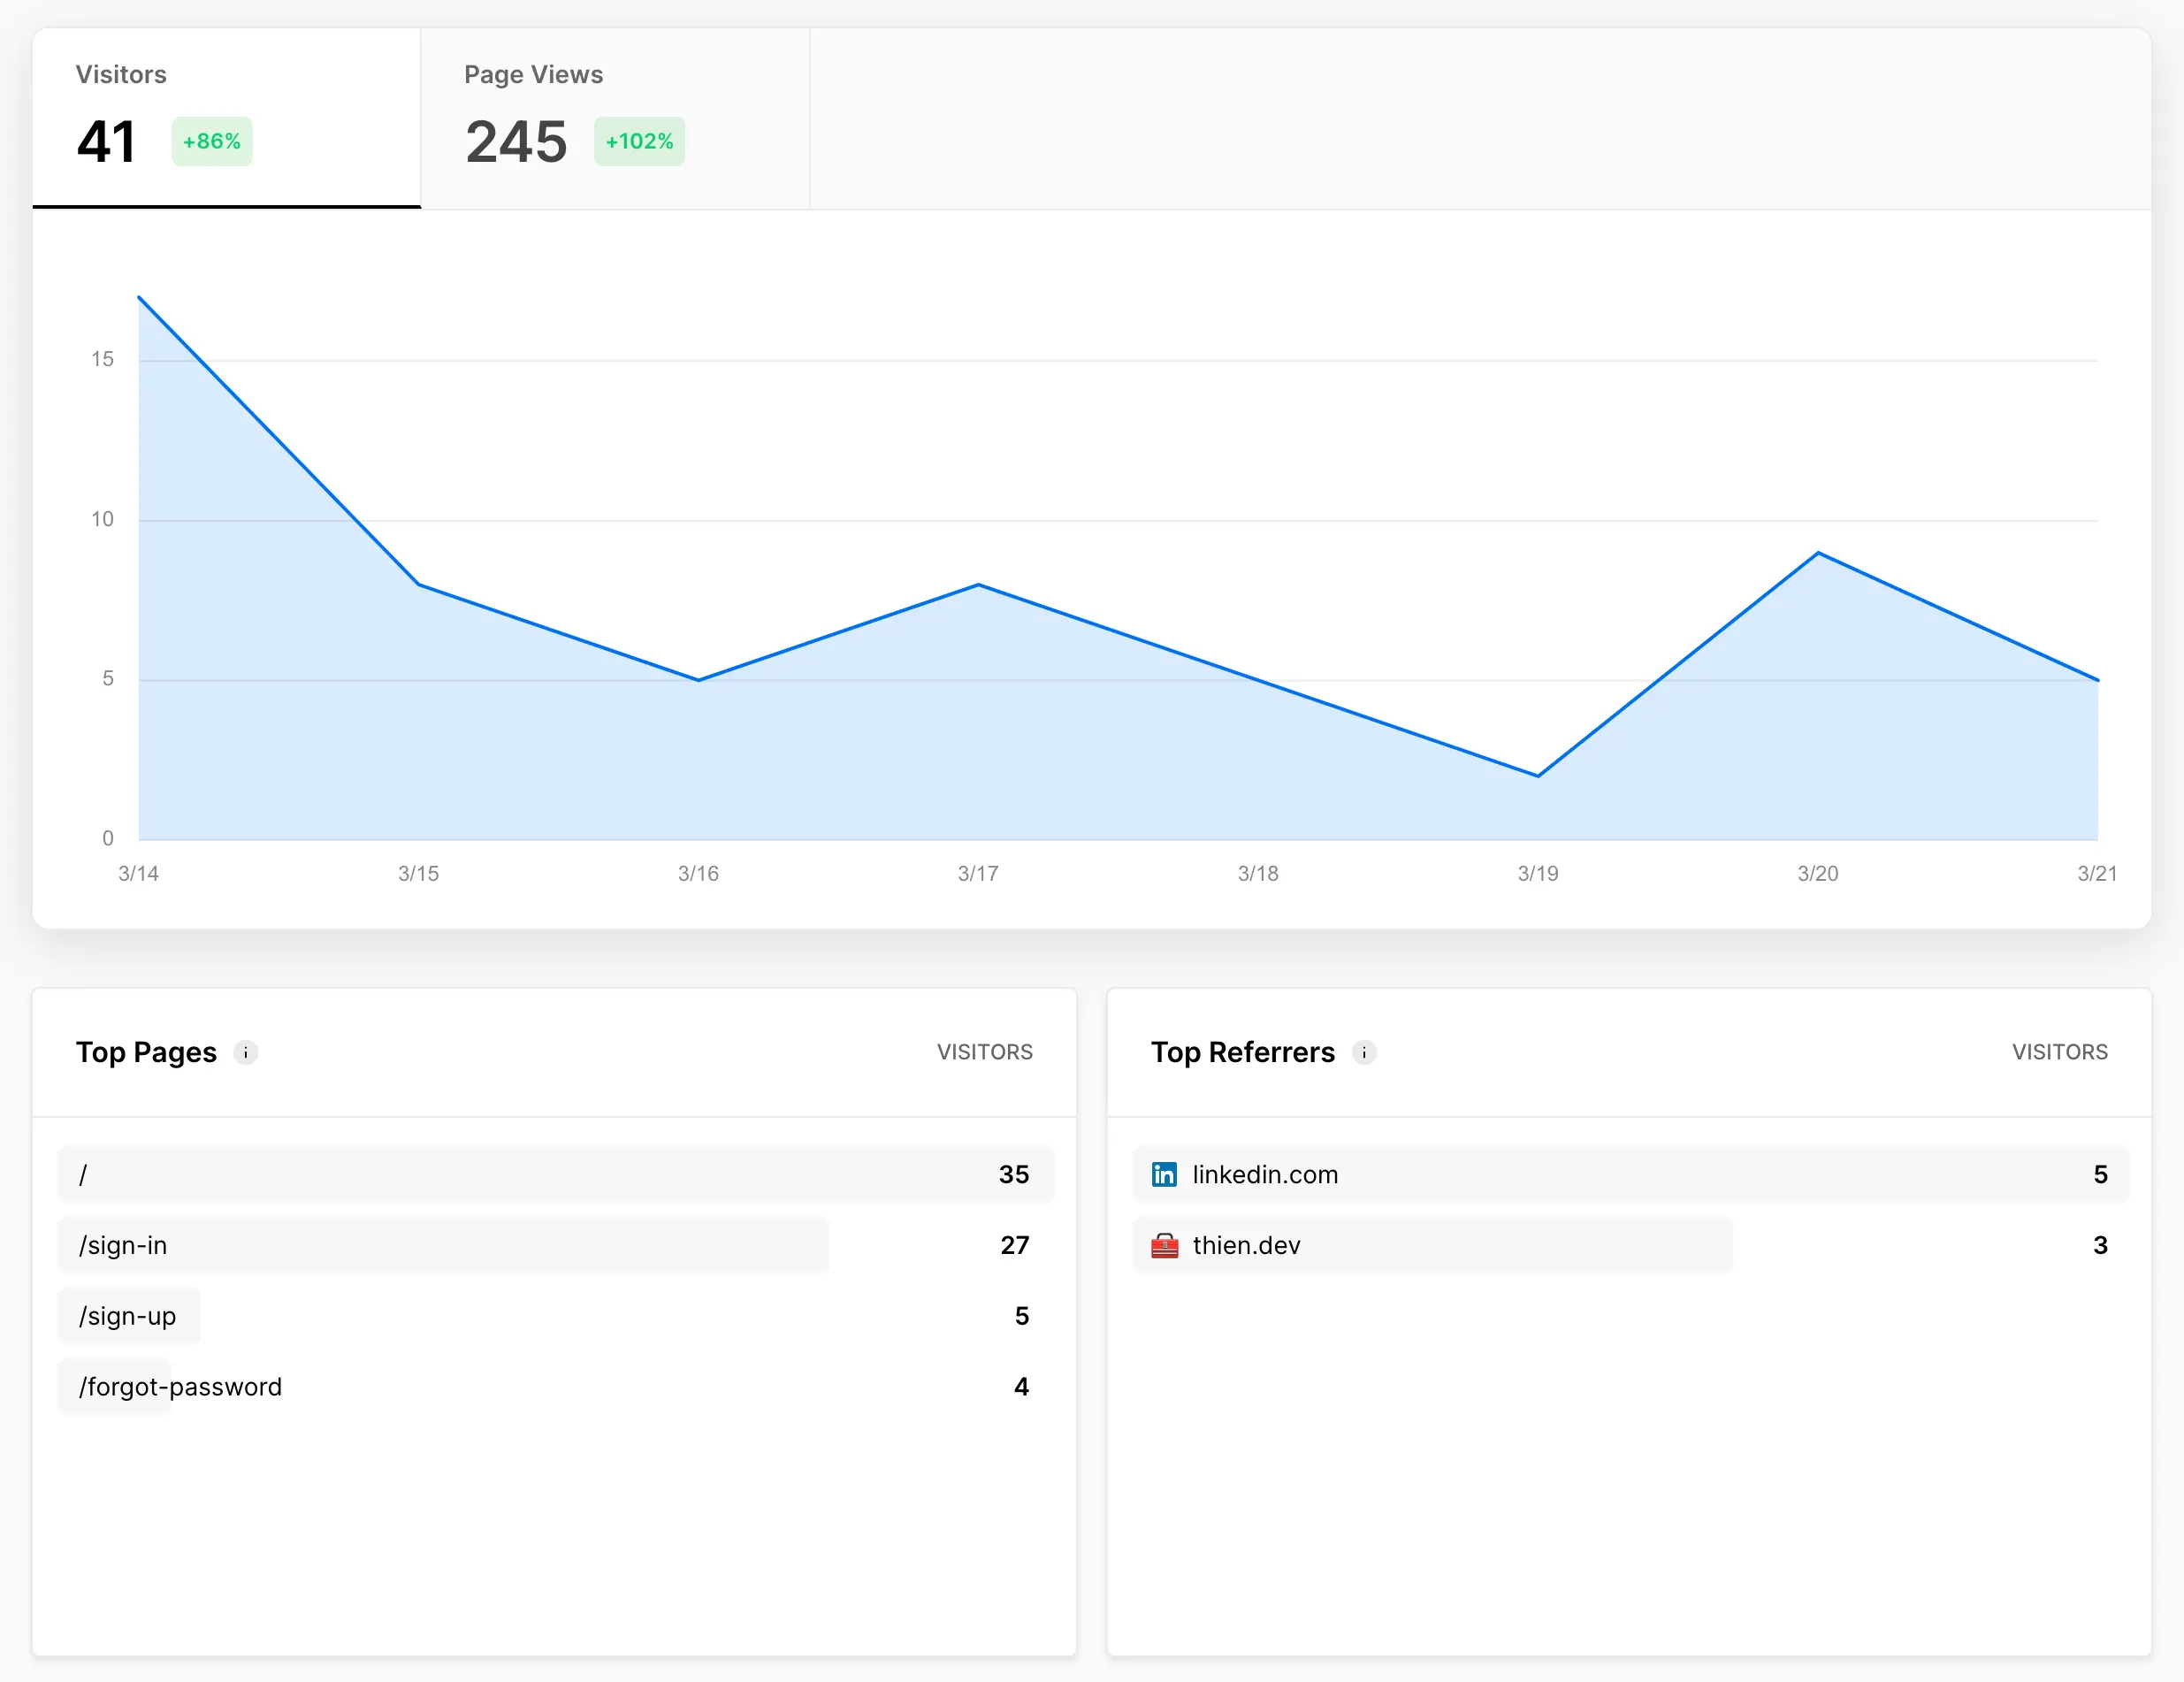 Visitors
41 +86%
Page Views
245 +102%
15
10
5
0
3/14 3/15 3/16 3/17 3/18 3/19 3/20 3/21
Top Pages i VISITORS
/ 35
/sign-in 27
/sign-up 5
/forgot-password 4
Top Referrers i VISITORS
in linkedin.com 5
thien.dev 3